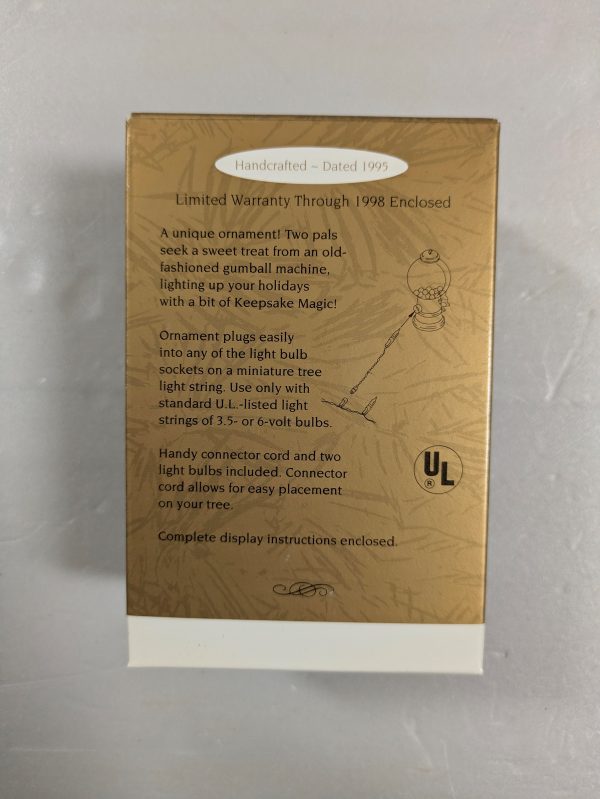 Handcrafted ~ Dated 1995
Limited Warranty Through 1998 Enclosed
A unique ornament! Two pals
seek a sweet treat from an old-
fashioned gumball machine,
lighting up your holidays
with a bit of Keepsake Magic!
Ornament plugs easily
into any of the light bulb
sockets on a miniature tree
light string. Use only with
standard U.L.-listed light
strings of 3.5- or 6-volt bulbs.
Handy connector cord and two
light bulbs included. Connector
cord allows for easy placement
on your tree.
UL
®
Complete display instructions enclosed.